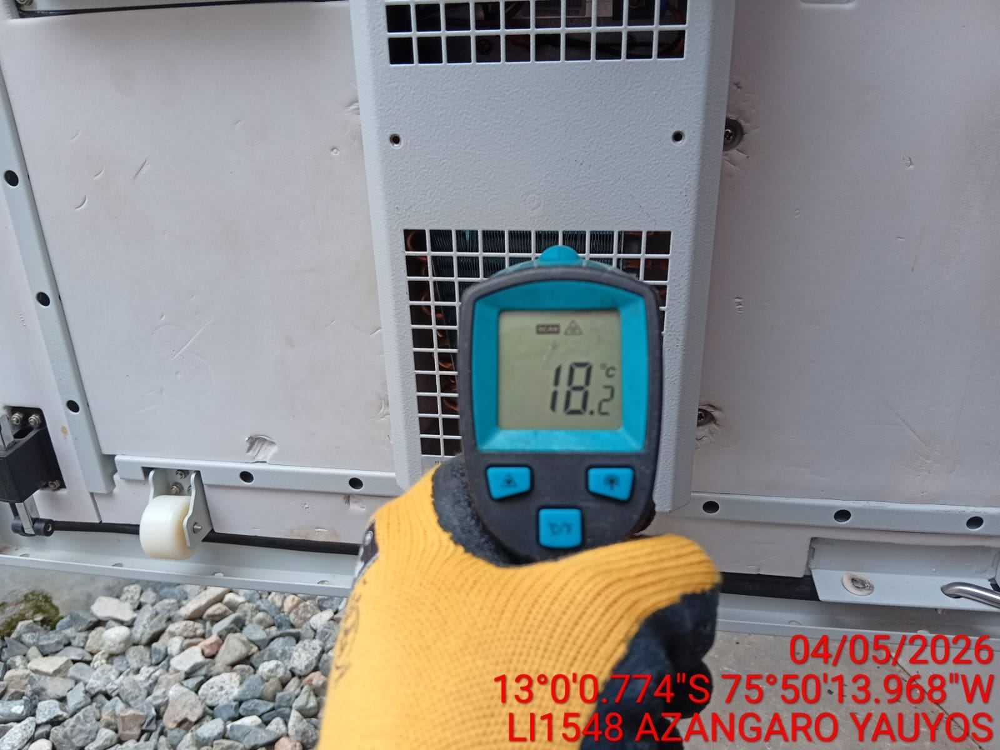 18.2 °C
°C/°F
04/05/2026
13°0'0.774"S 75°50'13.968"W
LI1548 AZANGARO YAUYOS